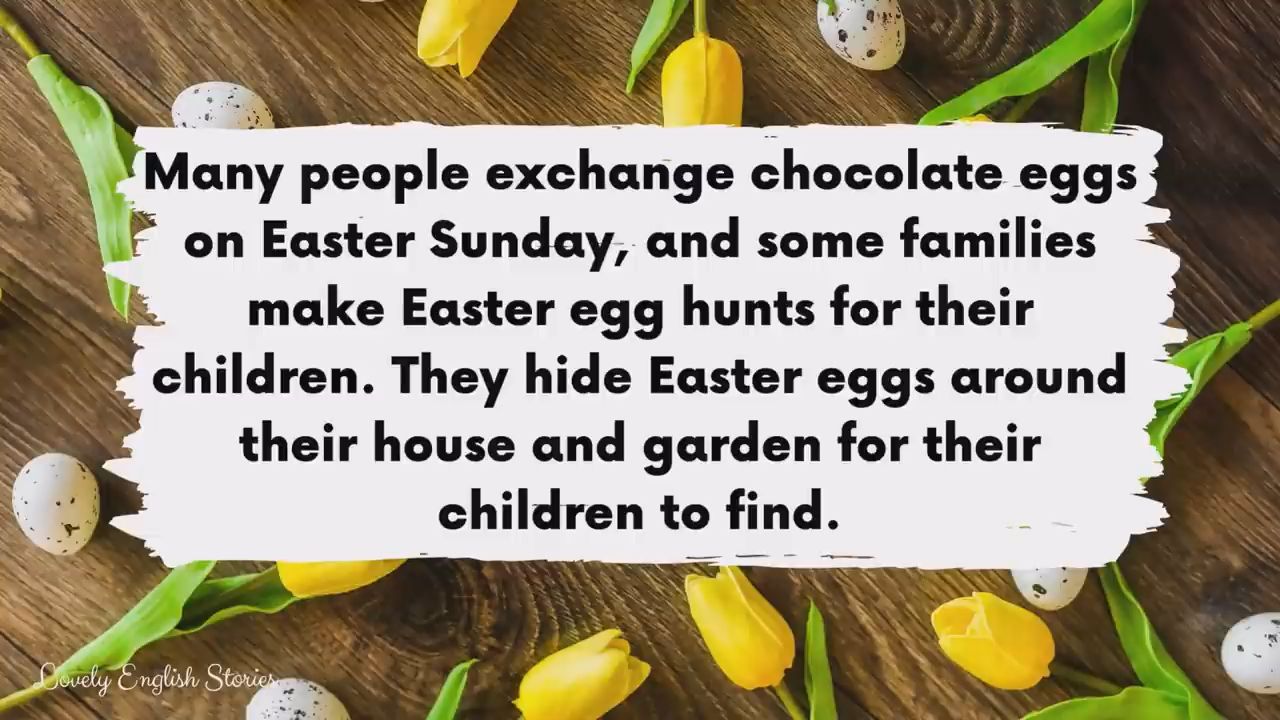 Many people exchange chocolate eggs
on Easter Sunday, and some families
make Easter egg hunts for their
children. They hide Easter eggs around
their house and garden for their
children to find.
Lovely English Stories